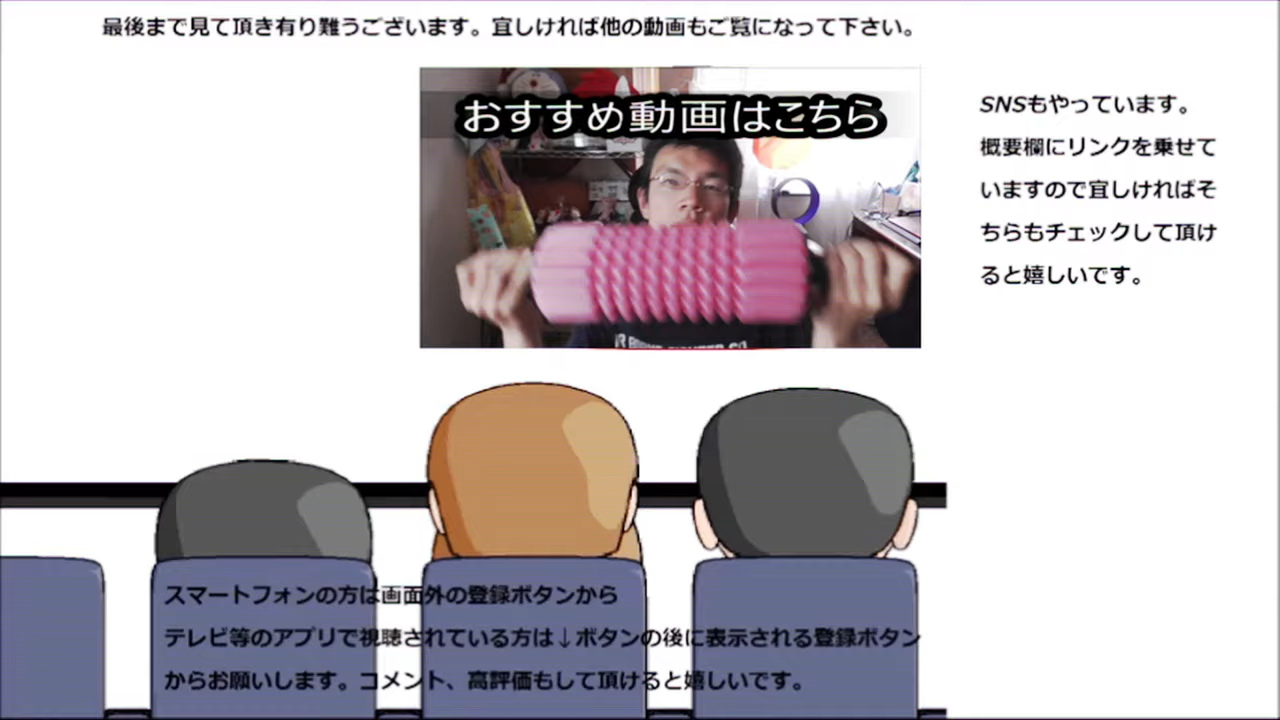 最後まで見て頂き有り難うございます。宜しければ他の動画もご覧になって下さい。
おすすめ動画はこちら
SNSもやっています。
概要欄にリンクを乗せて
いますので宜しければそ
ちらもチェックして頂け
ると嬉しいです。
スマートフォンの方は画面外の登録ボタンから
テレビ等のアプリで視聴されている方は↓ボタンの後に表示される登録ボタン
からお願いします。コメント、高評価もして頂けると嬉しいです。